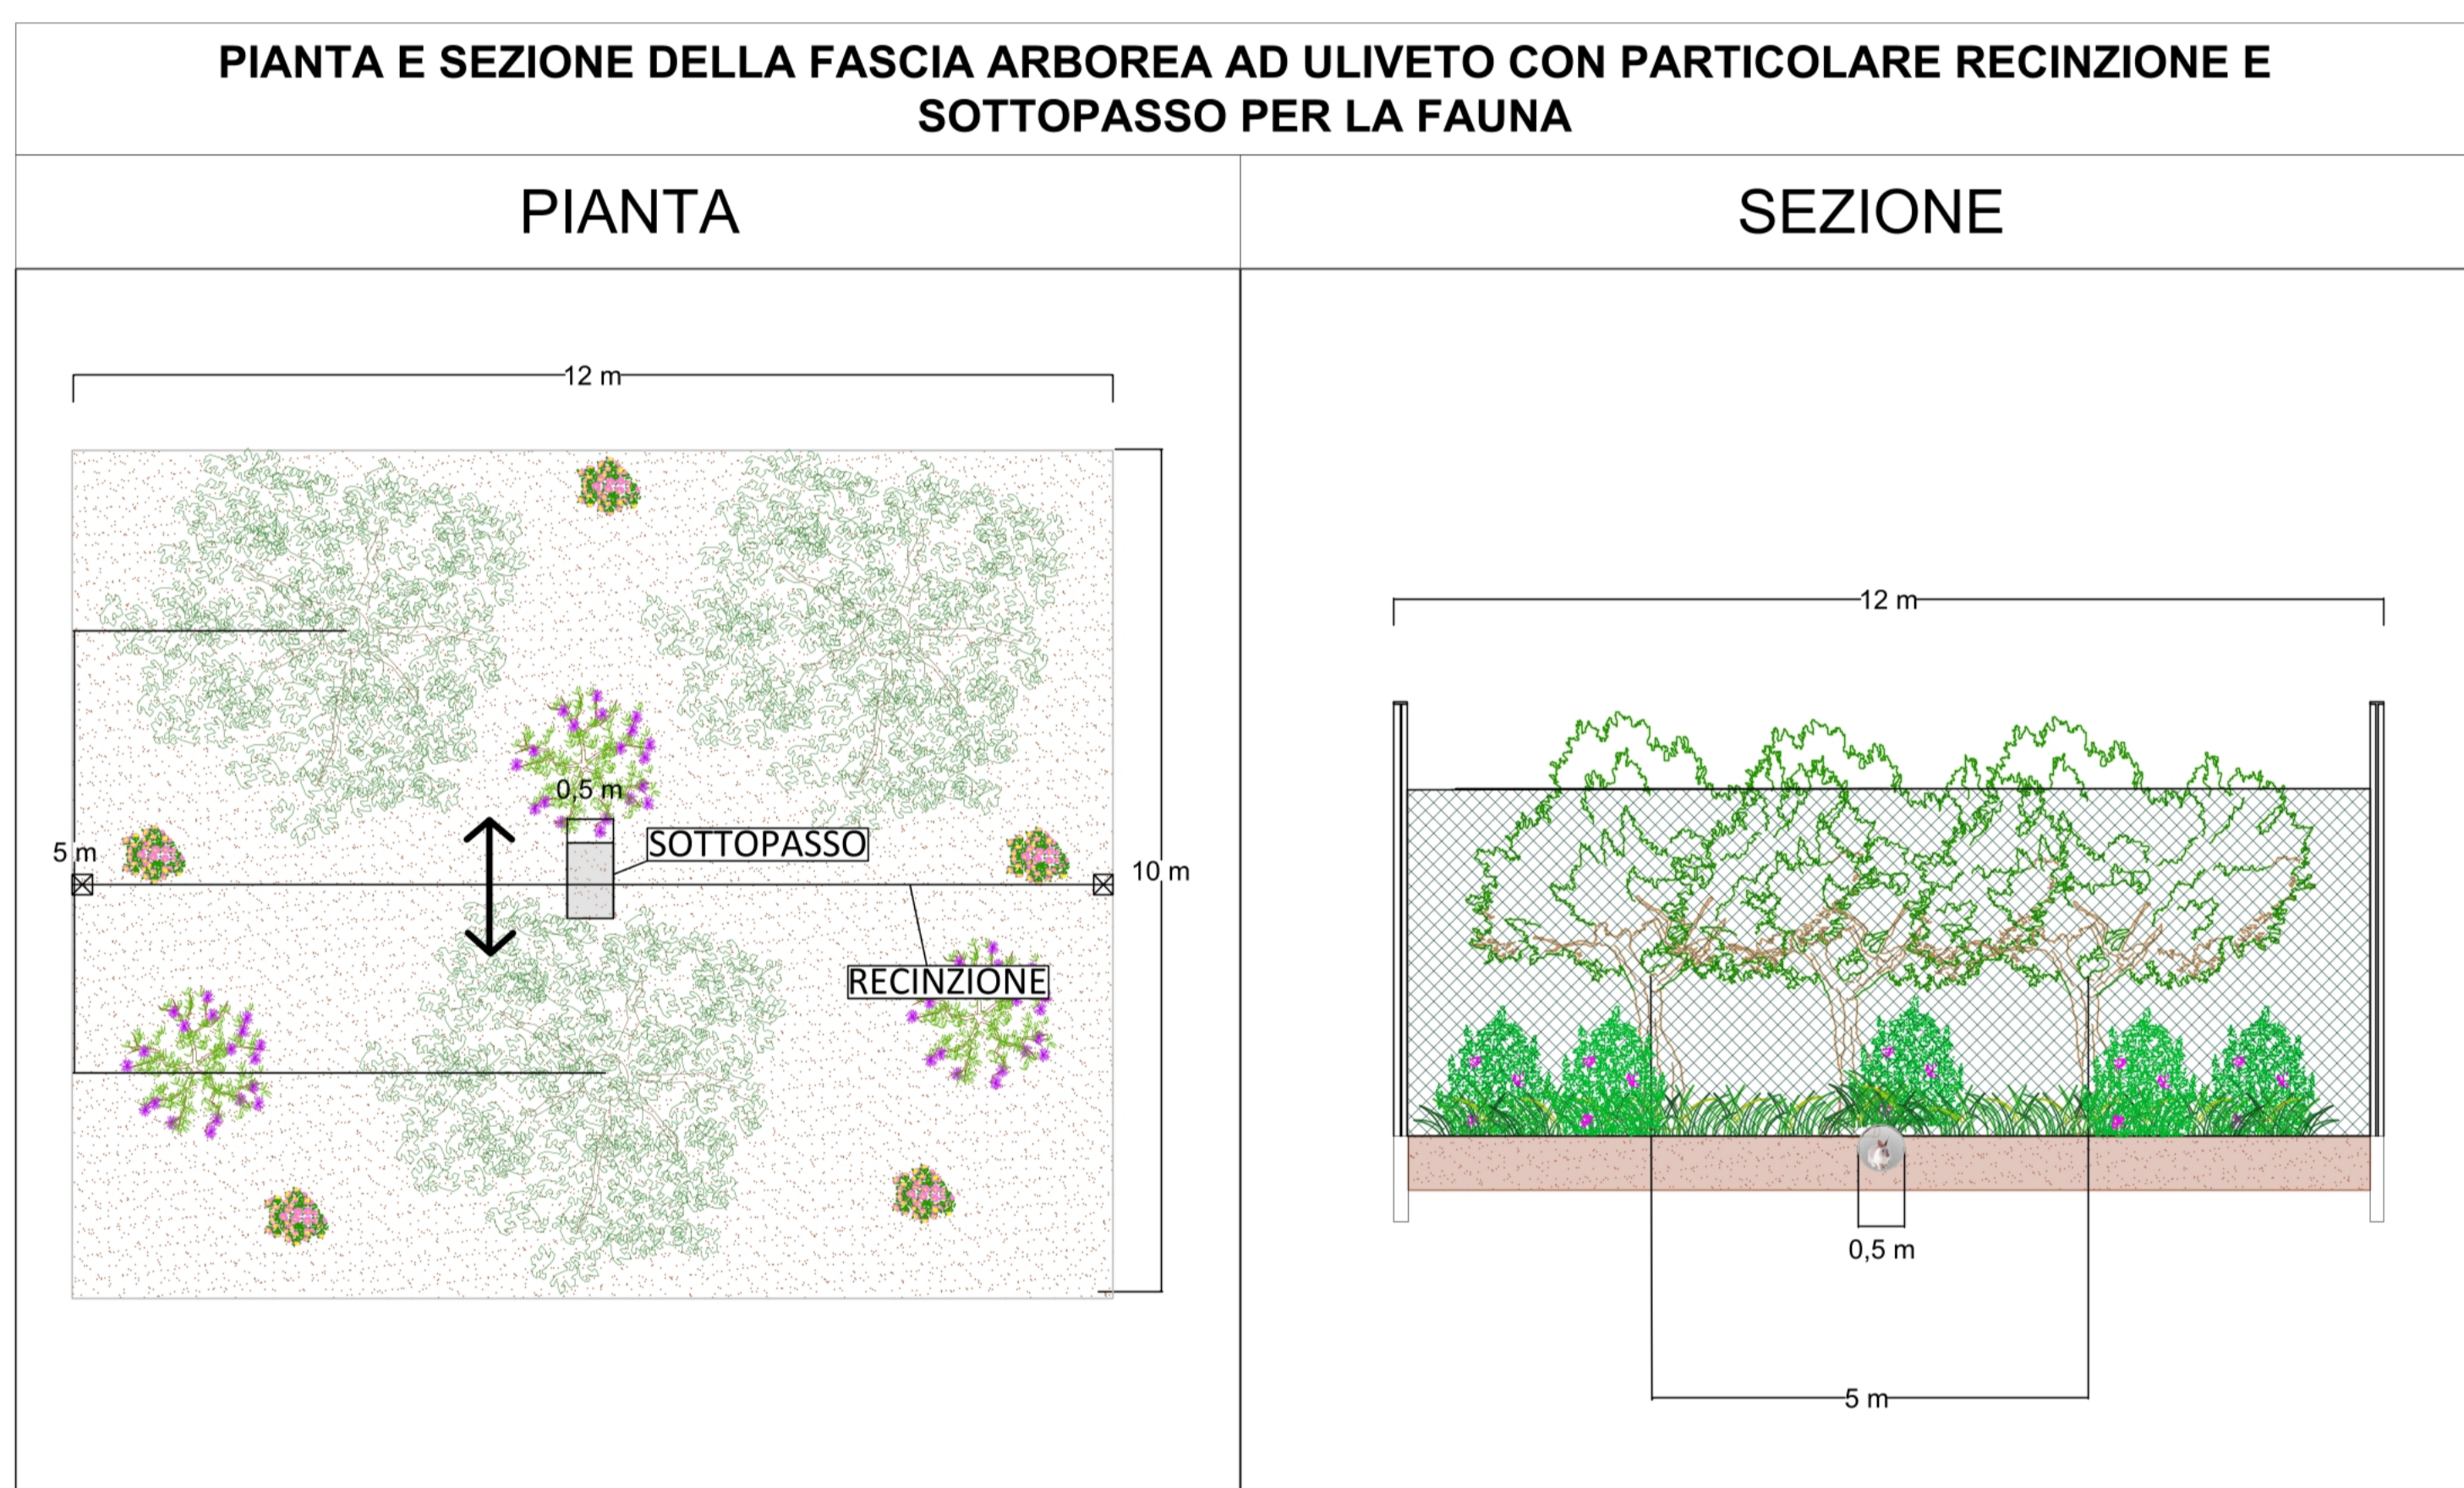 PIANTA E SEZIONE DELLA FASCIA ARBOREA AD ULIVETO CON PARTICOLARE RECINZIONE E
SOTTOPASSO PER LA FAUNA
PIANTA
SEZIONE
12 m
0,5 m
SOTTOPASSO
5 m
10 m
RECINZIONE
12 m
0,5 m
5 m